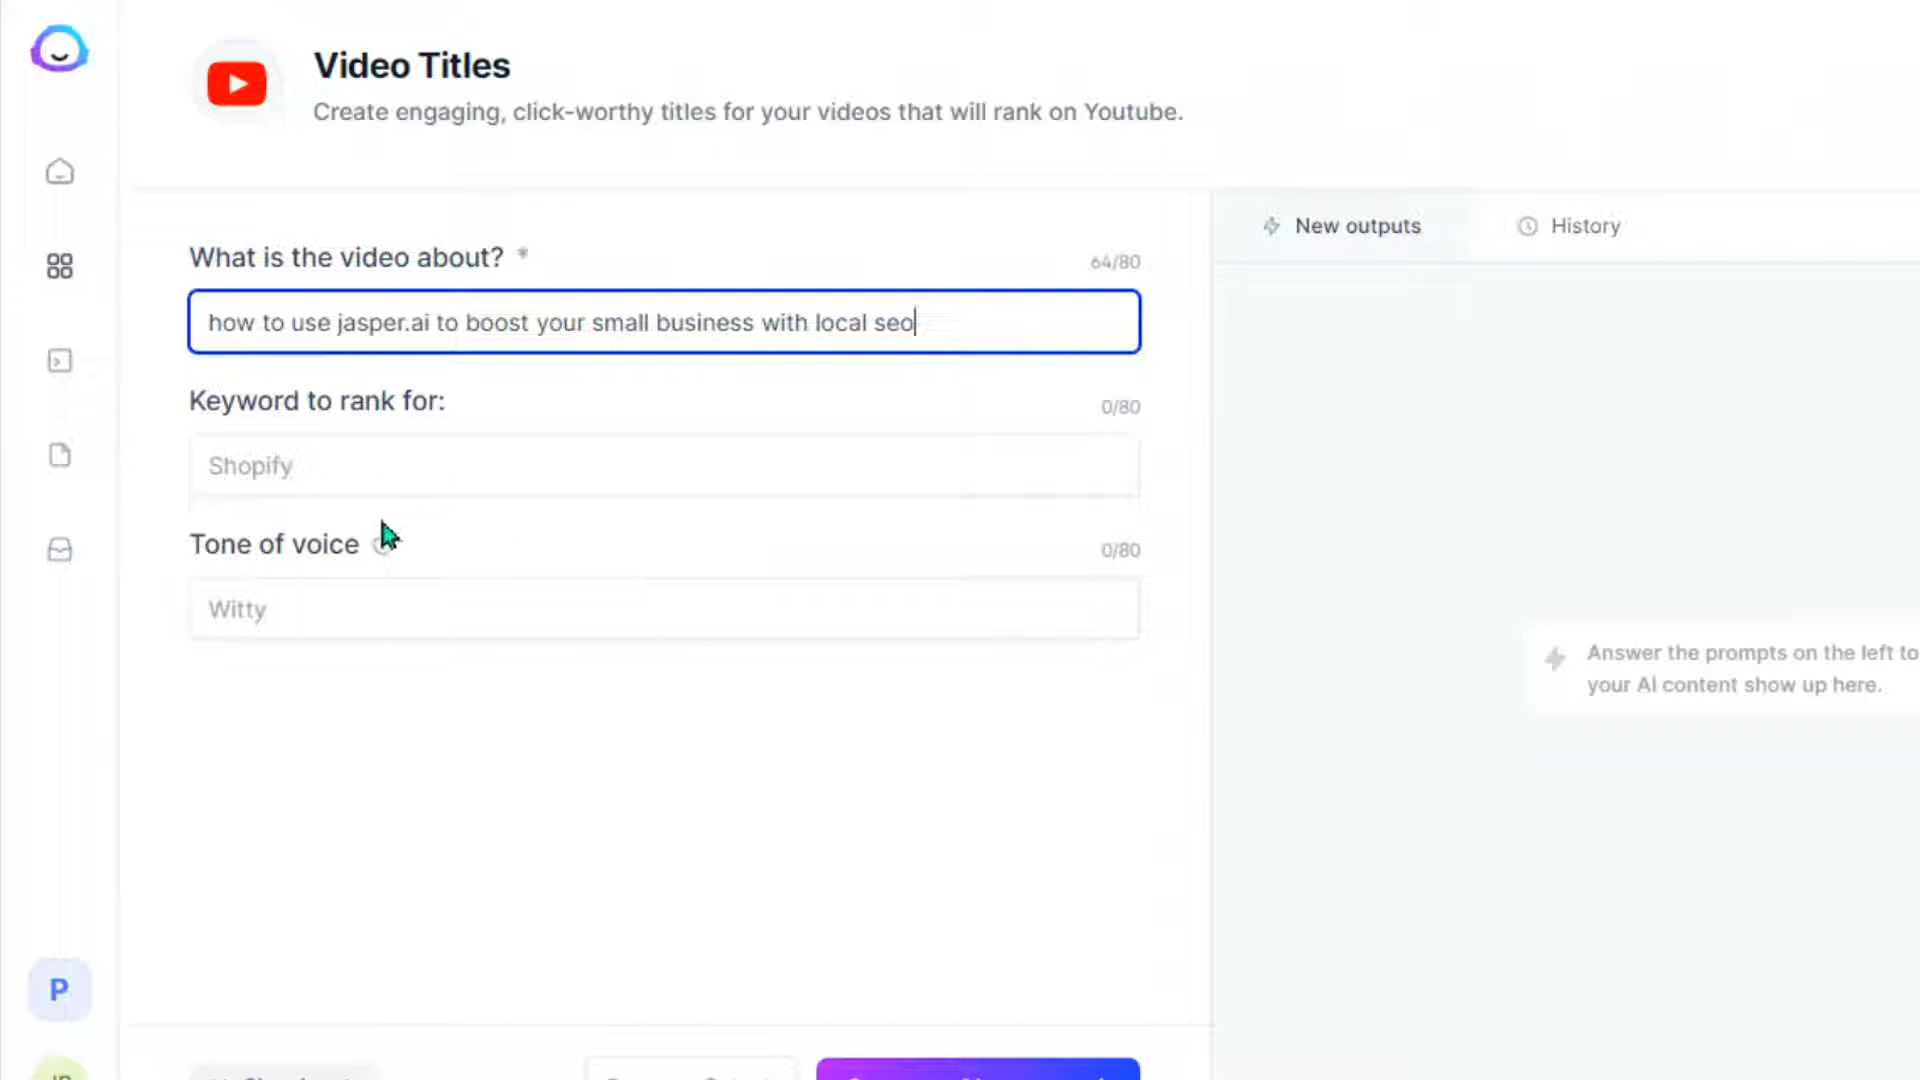 Video Titles
Create engaging, click-worthy titles for your videos that will rank on Youtube.
New outputs
History
What is the video about? *
64/80
how to use jasper.ai to boost your small business with local seo
Keyword to rank for:
0/80
Shopify
Tone of voice
0/80
Witty
Answer the prompts on the left to
your AI content show up here.
P